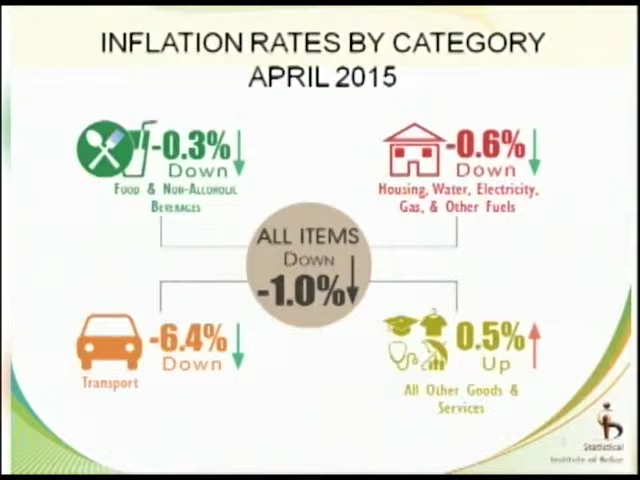 INFLATION RATES BY CATEGORY
APRIL 2015
-0.3%
Down
Food & Non-Alcoholic
Beverages
-0.6%
Down
Housing, Water, Electricity,
Gas, & Other Fuels
ALL ITEMS
Down
-1.0%
-6.4%
Down
Transport
0.5%
Up
All Other Goods &
Services
Statistical
Institute of Belize